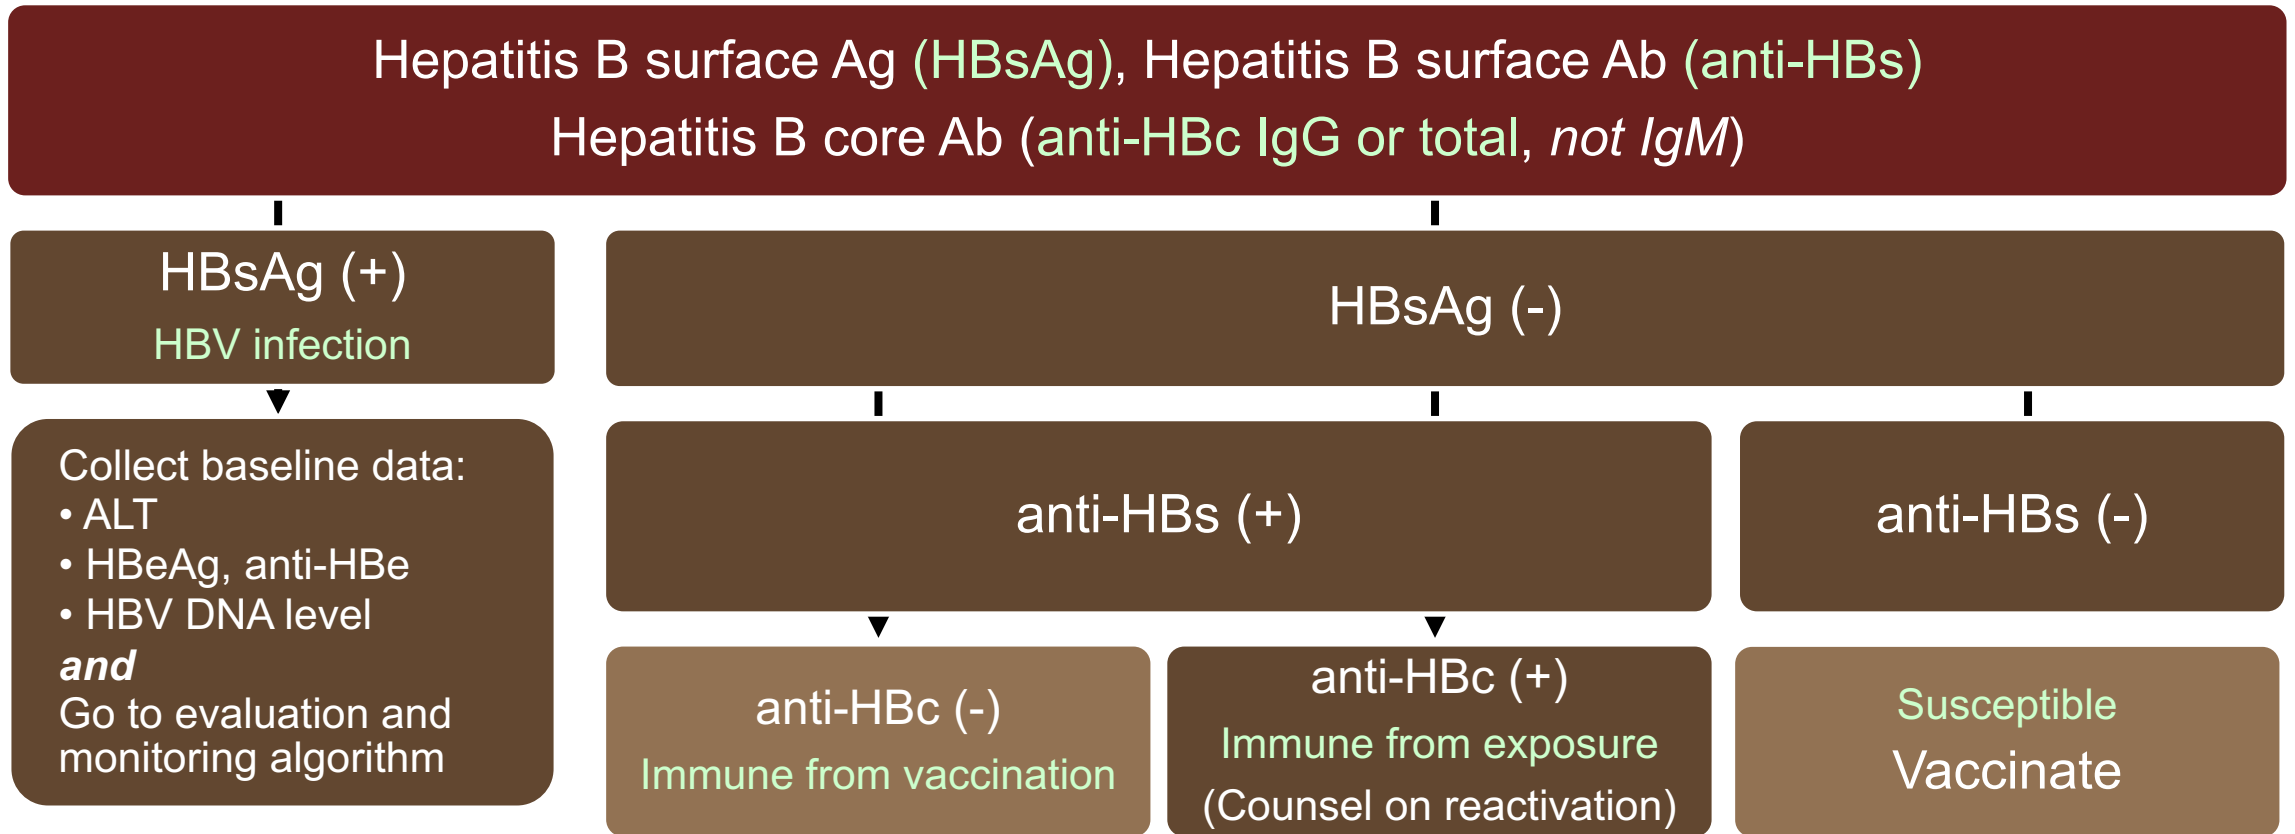 Hepatitis B surface Ag (HBsAg), Hepatitis B surface Ab (anti-HBs)
Hepatitis B core Ab (anti-HBc IgG or total, not IgM)
HBsAg (+)
HBV infection
Collect baseline data:
• ALT
• HBeAg, anti-HBe
• HBV DNA level
and
Go to evaluation and
monitoring algorithm
HBsAg (-)
anti-HBs (+)
anti-HBc (-)
Immune from vaccination
anti-HBc (+)
Immune from exposure
(Counsel on reactivation)
anti-HBs (-)
Susceptible
Vaccinate